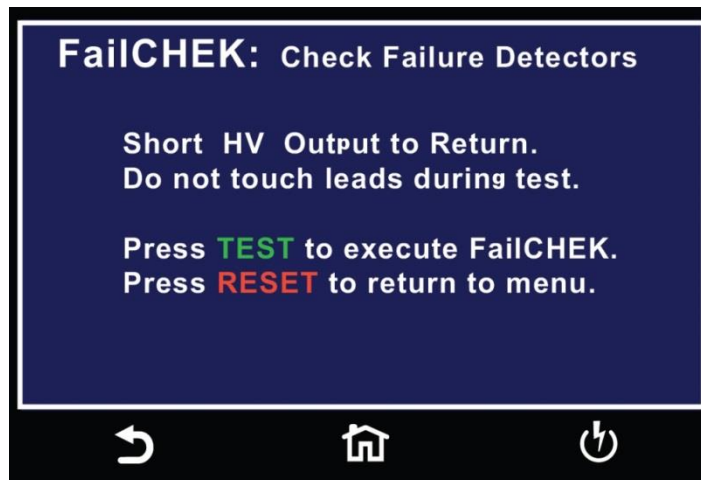 FailCHEK: Check Failure Detectors
Short HV Output to Return.
Do not touch leads during test.
Press TEST to execute FailCHEK.
Press RESET to return to menu.